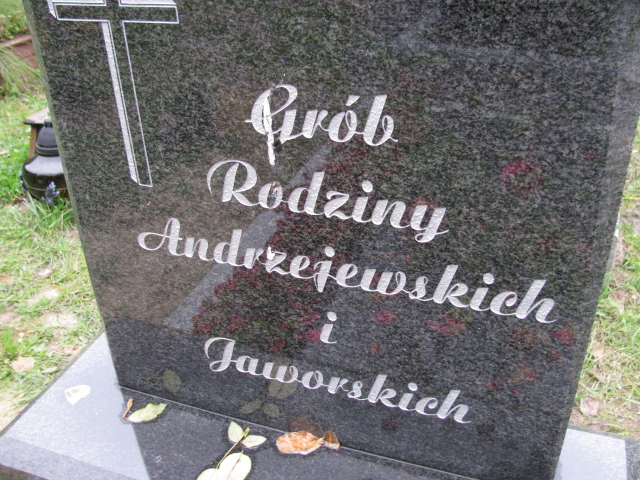 Grób
Rodziny
Andrzejewskich
i
Jaworskich